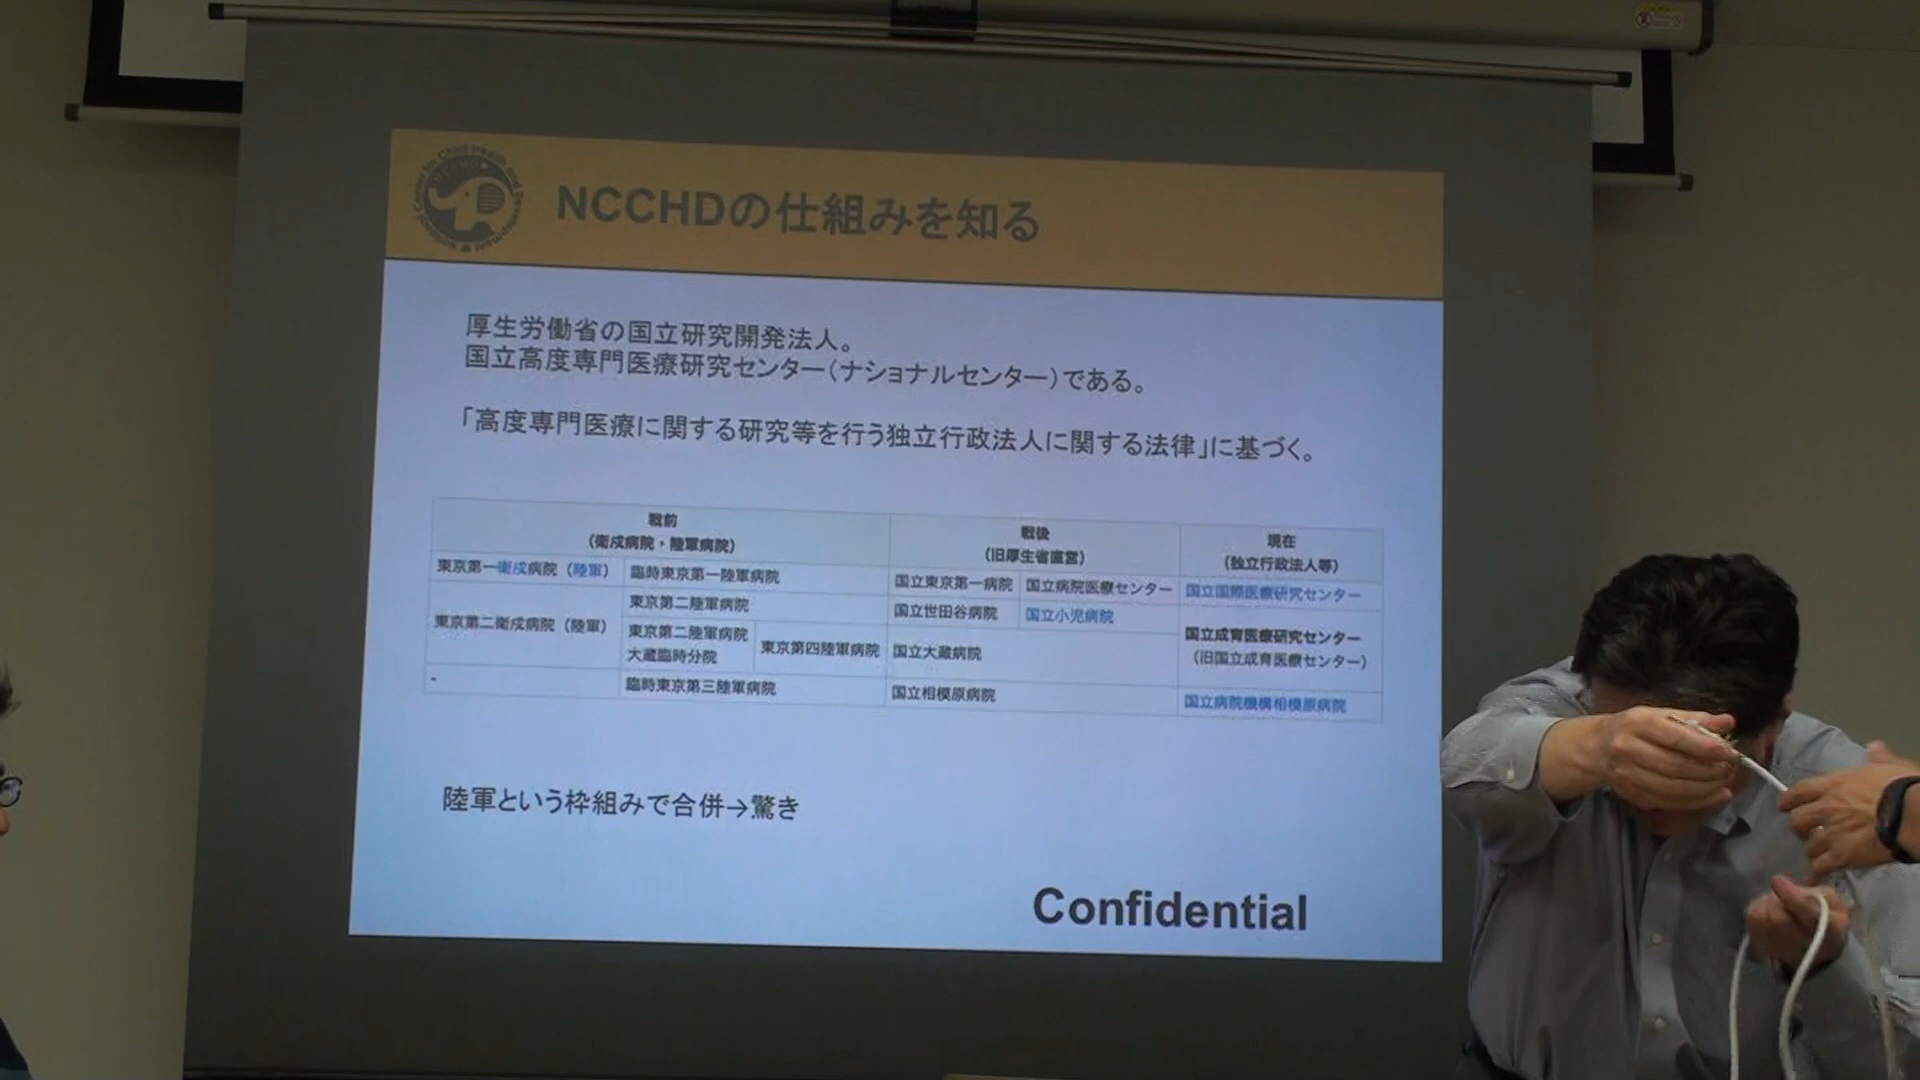 NCCHDの仕組みを知る
厚生労働省の国立研究開発法人。
国立高度専門医療研究センター(ナショナルセンター)である。
「高度専門医療に関する研究等を行う独立行政法人に関する法律」に基づく。
戦前
(衛戍病院・陸軍病院)
戦後
(旧厚生省直営)
現在
(独立行政法人等)
東京第一衛戍病院(陸軍)
臨時東京第一陸軍病院
国立東京第一病院
国立病院医療センター
国立国際医療研究センター
東京第二衛戍病院(陸軍)
東京第二陸軍病院
国立世田谷病院
国立小児病院
国立成育医療研究センター
(旧国立成育医療センター)
東京第二陸軍病院
大蔵臨時分院
東京第四陸軍病院
国立大蔵病院
-
臨時東京第三陸軍病院
国立相模原病院
国立病院機構相模原病院
陸軍という枠組みで合併→驚き
Confidential